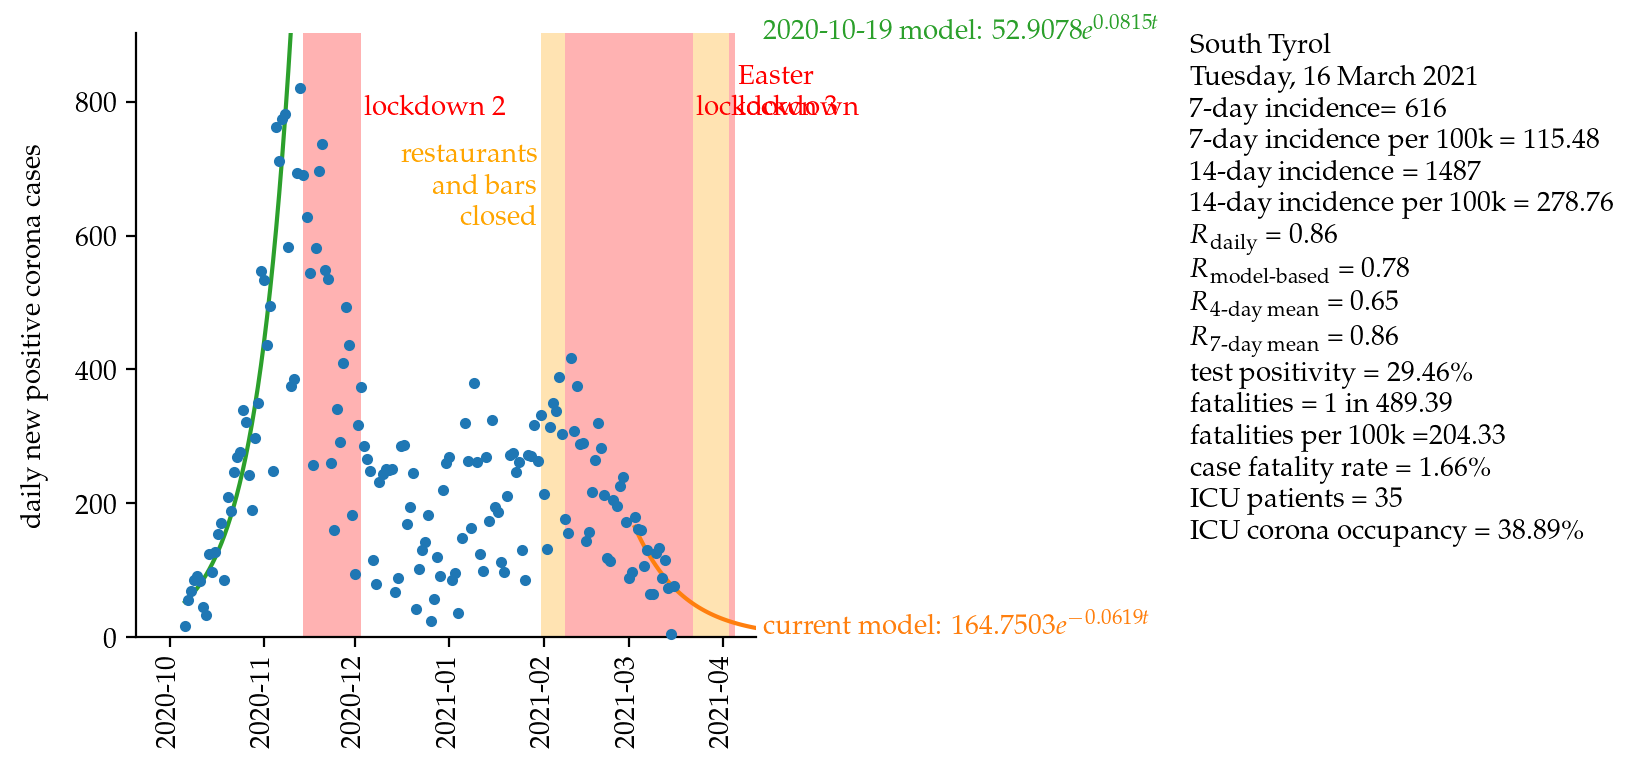 2020-10-19 model: 52.9078e^0.0815t
South Tyrol
Tuesday, 16 March 2021
7-day incidence= 616
7-day incidence per 100k = 115.48
14-day incidence = 1487
14-day incidence per 100k = 278.76
R daily = 0.86
R model-based = 0.78
R 4-day mean = 0.65
R 7-day mean = 0.86
test positivity = 29.46%
fatalities = 1 in 489.39
fatalities per 100k =204.33
case fatality rate = 1.66%
ICU patients = 35
ICU corona occupancy = 38.89%
Easter
lockdown
lockdown 2
lockdown 3
restaurants
and bars
closed
current model: 164.7503e^−0.0619t
daily new positive corona cases
800
600
400
200
0
2020-10
2020-11
2020-12
2021-01
2021-02
2021-03
2021-04